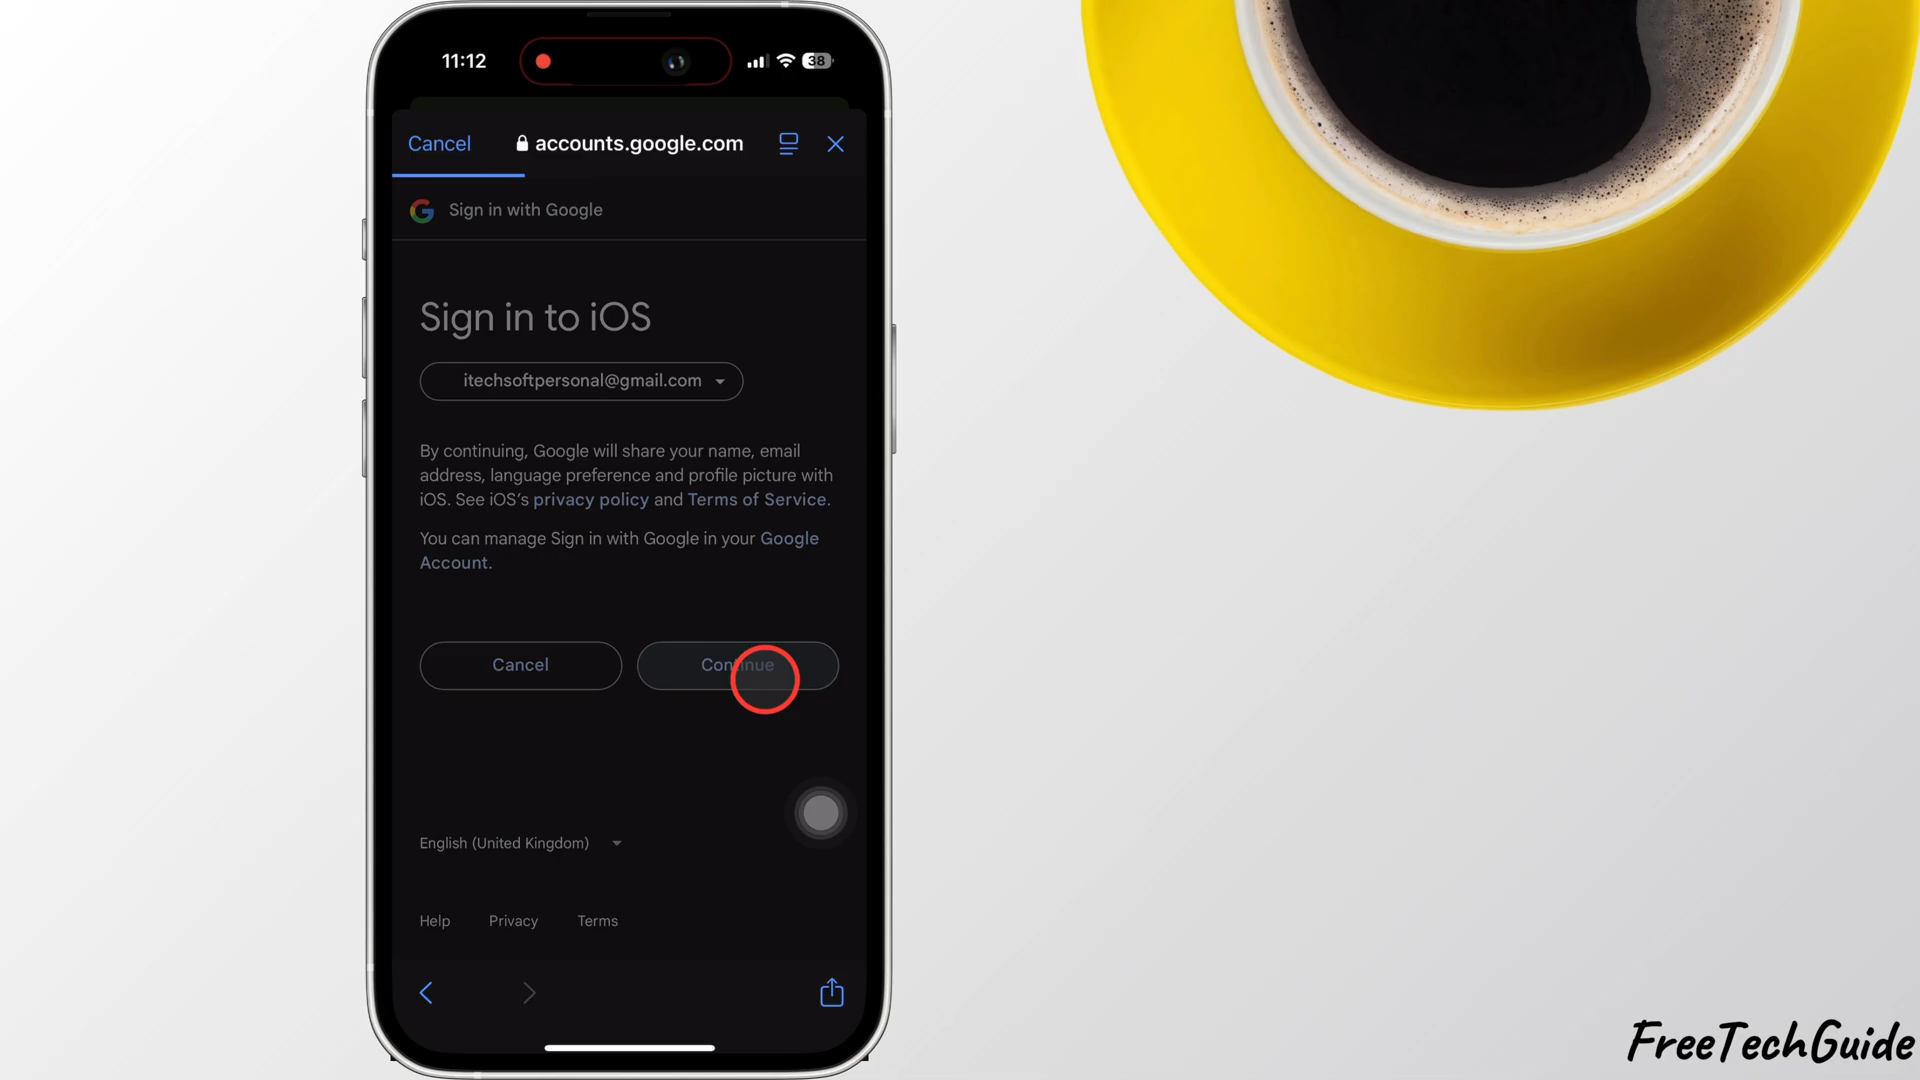 11:12
38
Cancel
accounts.google.com
Sign in with Google
Sign in to iOS
itechsoftpersonal@gmail.com
By continuing, Google will share your name, email
address, language preference and profile picture with
iOS. See iOS’s privacy policy and Terms of Service.
You can manage Sign in with Google in your Google
Account.
Cancel
Continue
English (United Kingdom)
Help
Privacy
Terms
FreeTechGuide